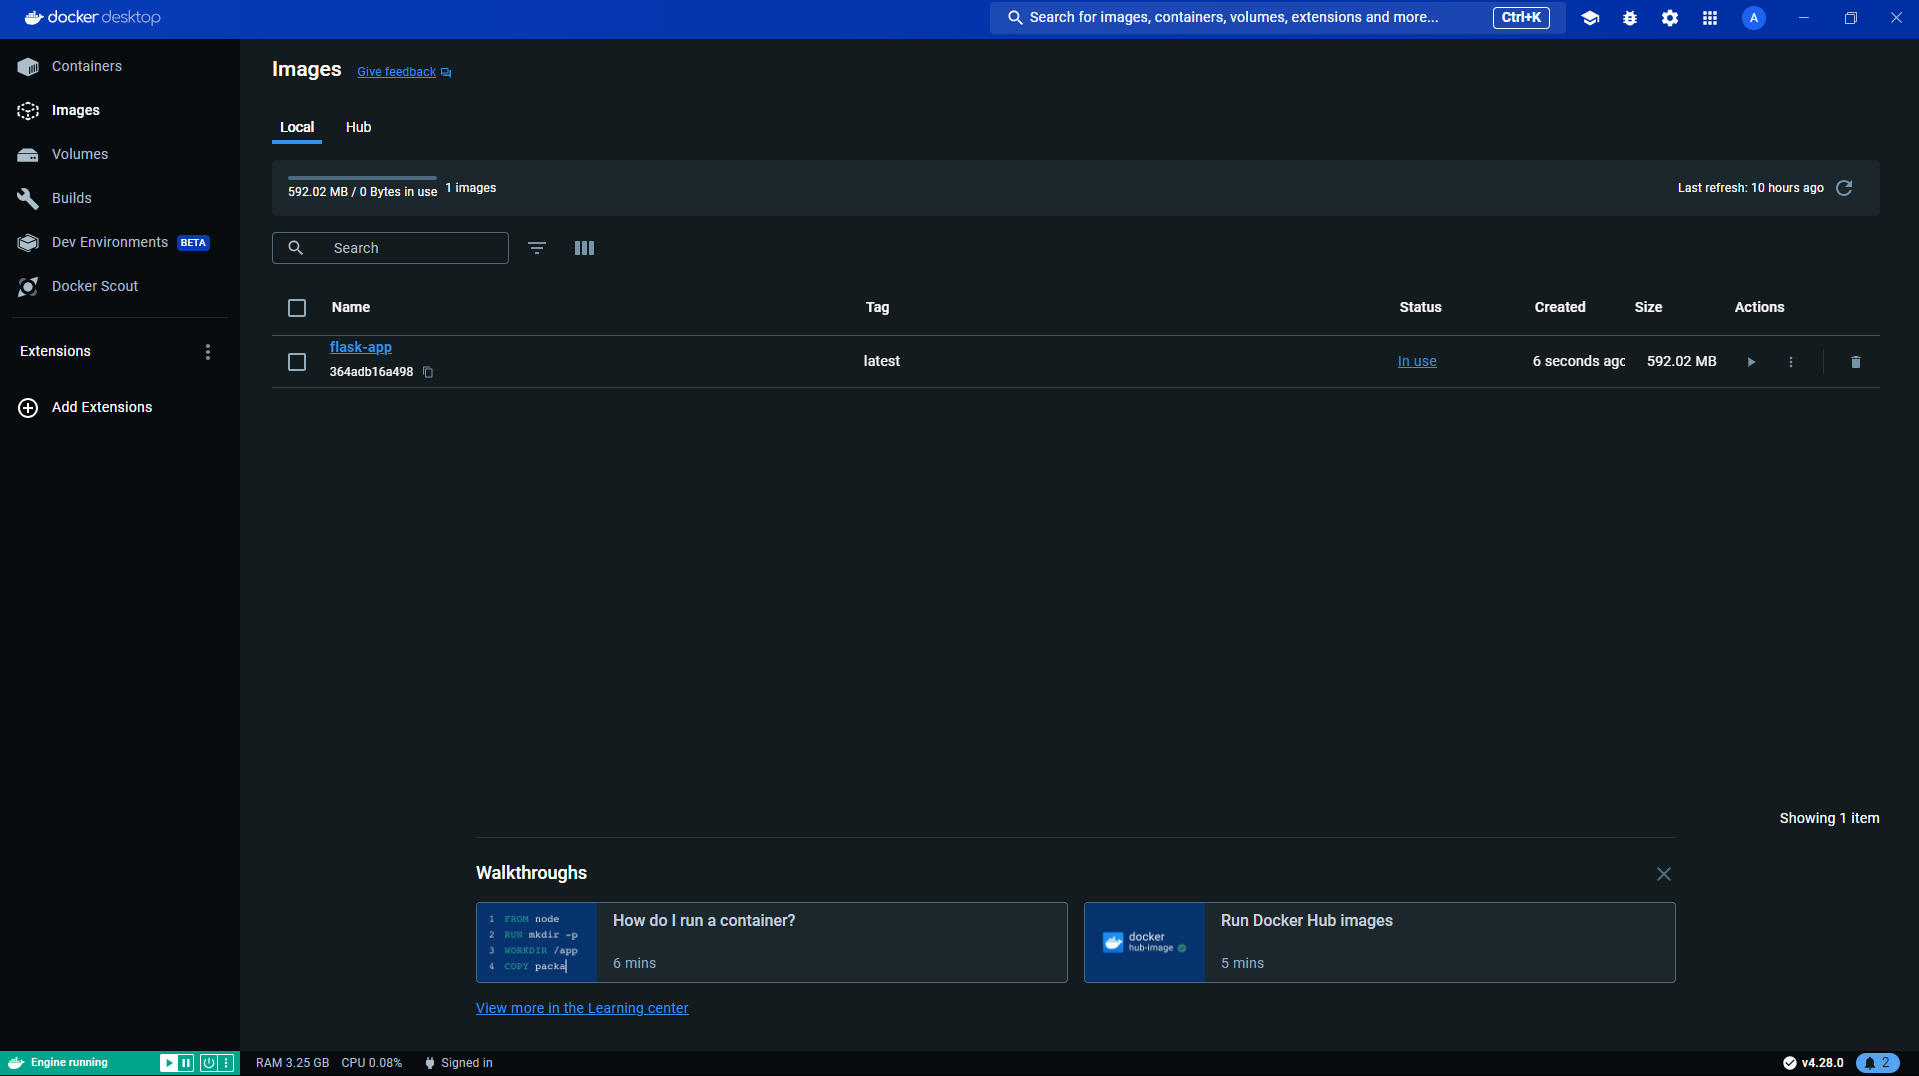 docker desktop
Search for images, containers, volumes, extensions and more...
Ctrl+K
A
Containers
Images
Volumes
Builds
Dev Environments BETA
Docker Scout
Extensions
Add Extensions
Images
Give feedback
Local
Hub
592.02 MB / 0 Bytes in use
1 images
Last refresh: 10 hours ago
Search
Name
Tag
Status
Created
Size
Actions
flask-app
364adb16a498
latest
In use
6 seconds agc
592.02 MB
Showing 1 item
Walkthroughs
1 FROM node
2 RUN mkdir -p
3 WORKDIR /app
4 COPY packa
How do I run a container?
6 mins
docker
hub-image
Run Docker Hub images
5 mins
View more in the Learning center
Engine running
RAM 3.25 GB
CPU 0.08%
Signed in
v4.28.0
2